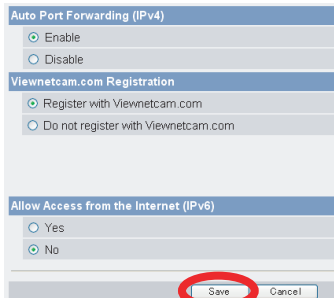 Auto Port Forwarding (IPv4)
Enable
Disable
Viewnetcam.com Registration
Register with Viewnetcam.com
Do not register with Viewnetcam.com
Allow Access from the Internet (IPv6)
Yes
No
Save Cancel